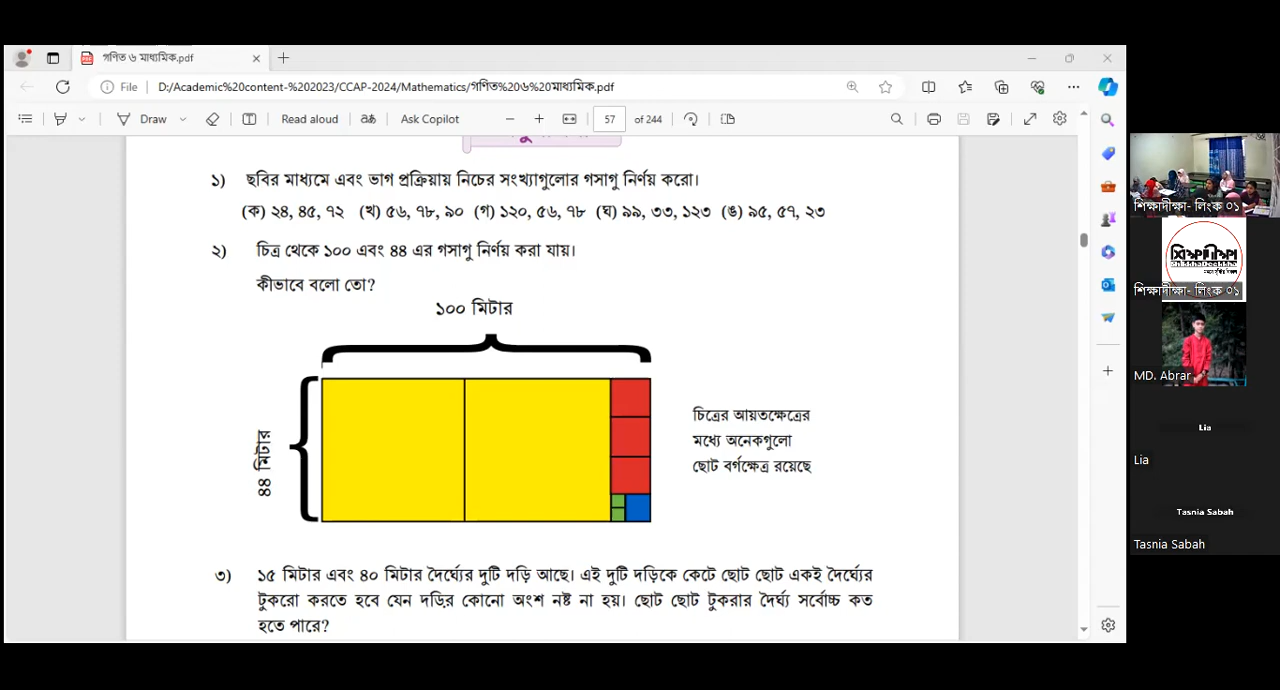 গণিত ৬ মাধ্যমিক.pdf
File D:/Academic%20content-%202023/CCAP-2024/Mathematics/গণিত%20৬%20মাধ্যমিক.pdf
Draw Read aloud Ask Copilot 57 of 244
১) ছবির মাধ্যমে এবং ভাগ প্রক্রিয়ায় নিচের সংখ্যাগুলোর গসাগু নির্ণয় করো।
(ক) ২৪, ৪৫, ৭২ (খ) ৫৬, ৭৮, ৯০ (গ) ১২০, ৫৬, ৭৮ (ঘ) ৯৯, ৩৩, ১২৩ (ঙ) ৯৫, ৫৭, ২৩
২) চিত্র থেকে ১০০ এবং ৪৪ এর গসাগু নির্ণয় করা যায়।
কীভাবে বলো তো?
১০০ মিটার
৪৪ মিটার
চিত্রের আয়তক্ষেত্রের
মধ্যে অনেকগুলো
ছোট বর্গক্ষেত্র রয়েছে
৩) ১৫ মিটার এবং ৪০ মিটার দৈর্ঘ্যের দুটি দড়ি আছে। এই দুটি দড়িকে কেটে ছোট ছোট একই দৈর্ঘ্যের
টুকরো করতে হবে যেন দড়ির কোনো অংশ নষ্ট না হয়। ছোট ছোট টুকরার দৈর্ঘ্য সর্বোচ্চ কত
হতে পারে?
শিক্ষাদীক্ষা- লিংক ০১
শিক্ষাদীক্ষা- লিংক ০১
MD. Abrar
Lia
Lia
Tasnia Sabah
Tasnia Sabah